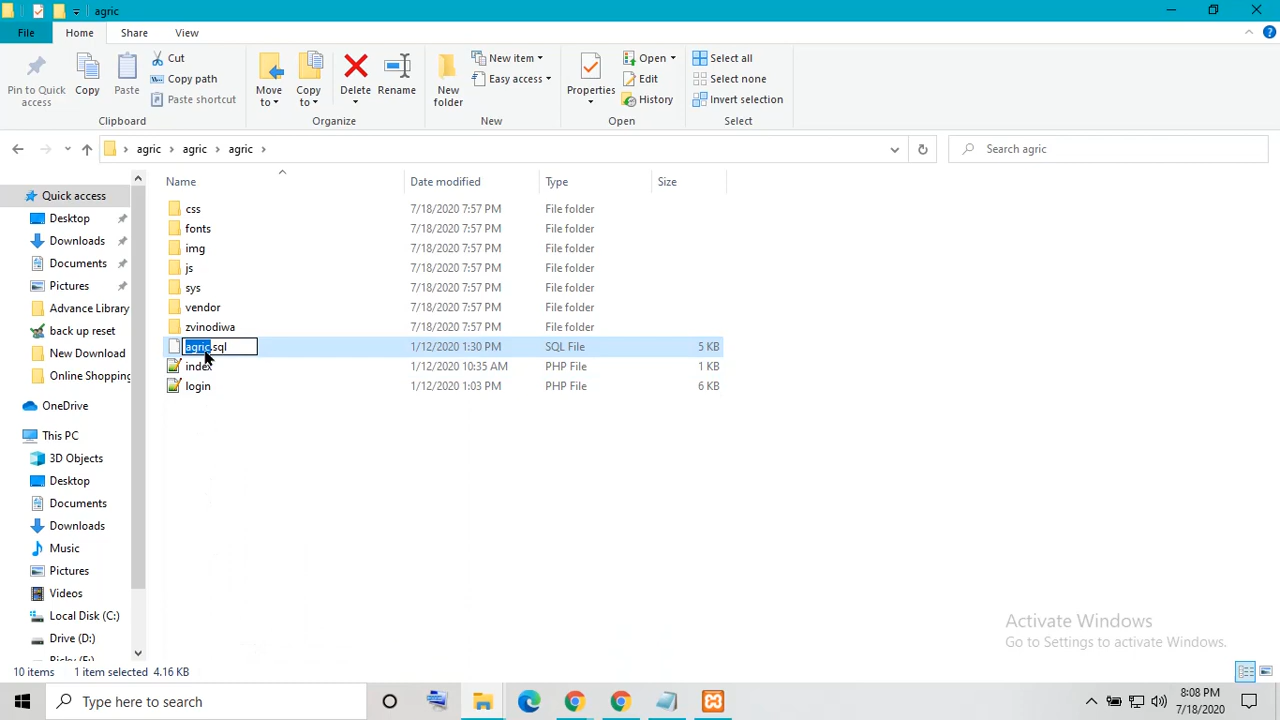 agric
File Home Share View
Pin to Quick access
Copy
Paste
Cut
Copy path
Paste shortcut
Clipboard
Move to
Copy to
Delete
Rename
Organize
New folder
New item
Easy access
New
Properties
Open
Edit
History
Open
Select all
Select none
Invert selection
Select
agric agric agric
Search agric
Name Date modified Type Size
css 7/18/2020 7:57 PM File folder
fonts 7/18/2020 7:57 PM File folder
img 7/18/2020 7:57 PM File folder
js 7/18/2020 7:57 PM File folder
sys 7/18/2020 7:57 PM File folder
vendor 7/18/2020 7:57 PM File folder
zvinodiwa 7/18/2020 7:57 PM File folder
agric.sql 1/12/2020 1:30 PM SQL File 5 KB
index 1/12/2020 10:35 AM PHP File 1 KB
login 1/12/2020 1:03 PM PHP File 6 KB
Quick access
Desktop
Downloads
Documents
Pictures
Advance Library
back up reset
New Download
Online Shopping
OneDrive
This PC
3D Objects
Desktop
Documents
Downloads
Music
Pictures
Videos
Local Disk (C:)
Drive (D:)
Activate Windows
Go to Settings to activate Windows.
10 items 1 item selected 4.16 KB
Type here to search
8:08 PM
7/18/2020